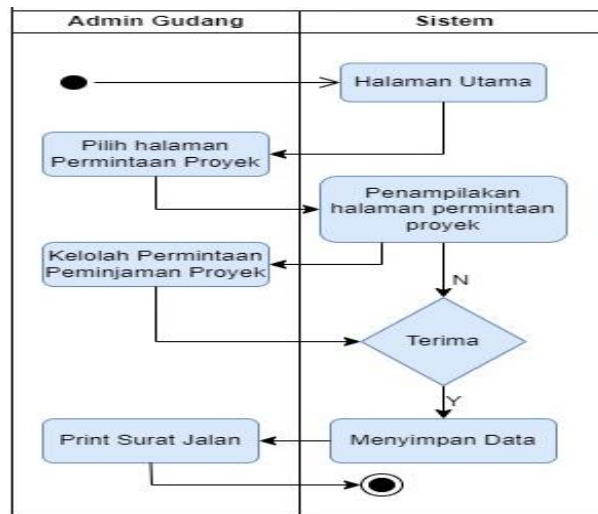 Admin Gudang
Sistem
Halaman Utama
Pilih halaman
Permintaan Proyek
Penampilakan
halaman permintaan
proyek
Kelolah Permintaan
Peminjaman Proyek
N
Terima
Y
Print Surat Jalan
Menyimpan Data